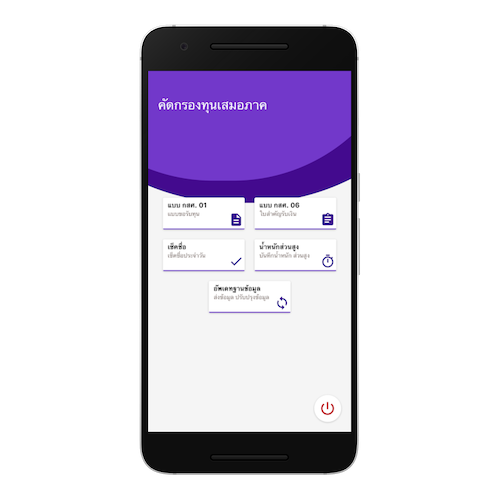 คัดกรองทุนเสมอภาค
แบบ กสศ. 01
แบบขอรับทุน
แบบ กสศ. 06
ใบสำคัญรับเงิน
เช็คชื่อ
เช็คชื่อประจำวัน
น้ำหนักส่วนสูง
บันทึกน้ำหนัก ส่วนสูง
อัพเดทฐานข้อมูล
ส่งข้อมูล ปรับปรุงข้อมูล